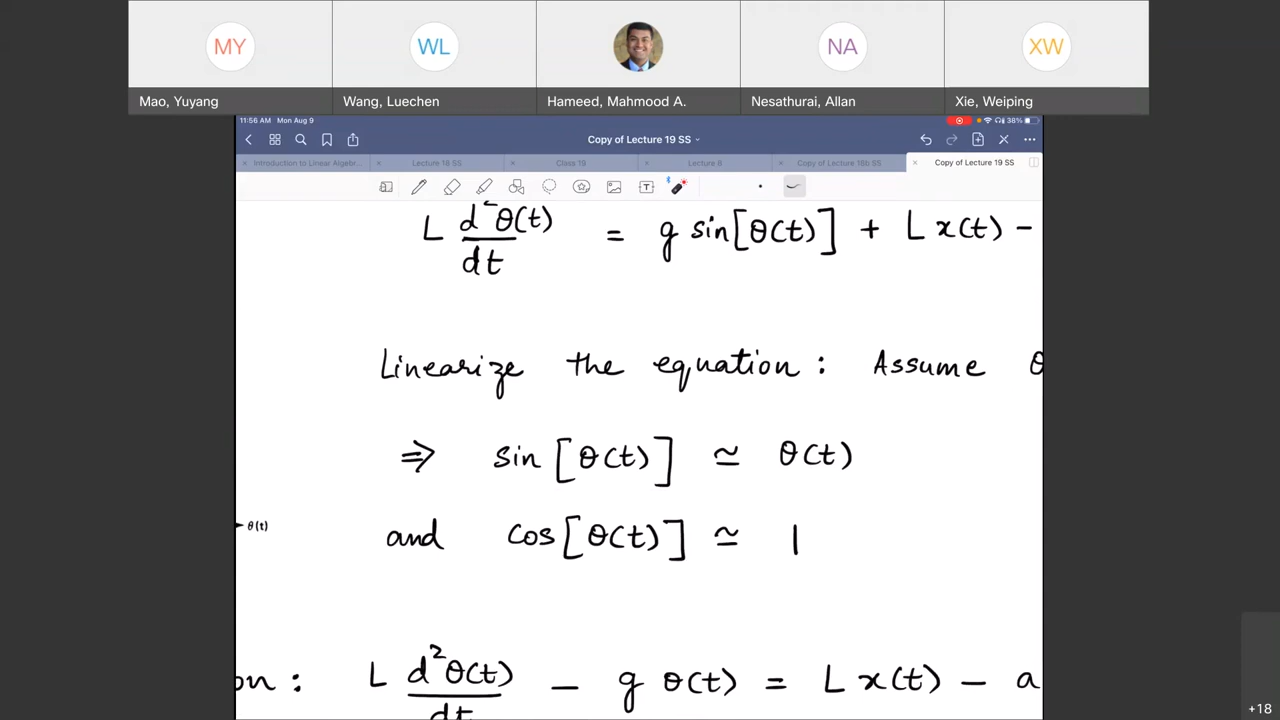 MY WL NA XW
Mao, Yuyang Wang, Luechen Hameed, Mahmood A. Nesathurai, Allan Xie, Weiping
11:56 AM Mon Aug 9 38%
Copy of Lecture 19 SS
Introduction to Linear Algebr... Lecture 18 SS Class 19 Lecture 8 Copy of Lecture 18b SS Copy of Lecture 19 SS
L d²θ(t)/dt = g sin[θ(t)] + L x(t) -
Linearize the equation : Assume θ
⇒ sin[θ(t)] ≃ θ(t)
θ(t)
and cos[θ(t)] ≃ 1
on : L d²θ(t)/dt - g θ(t) = L x(t) - a
+18